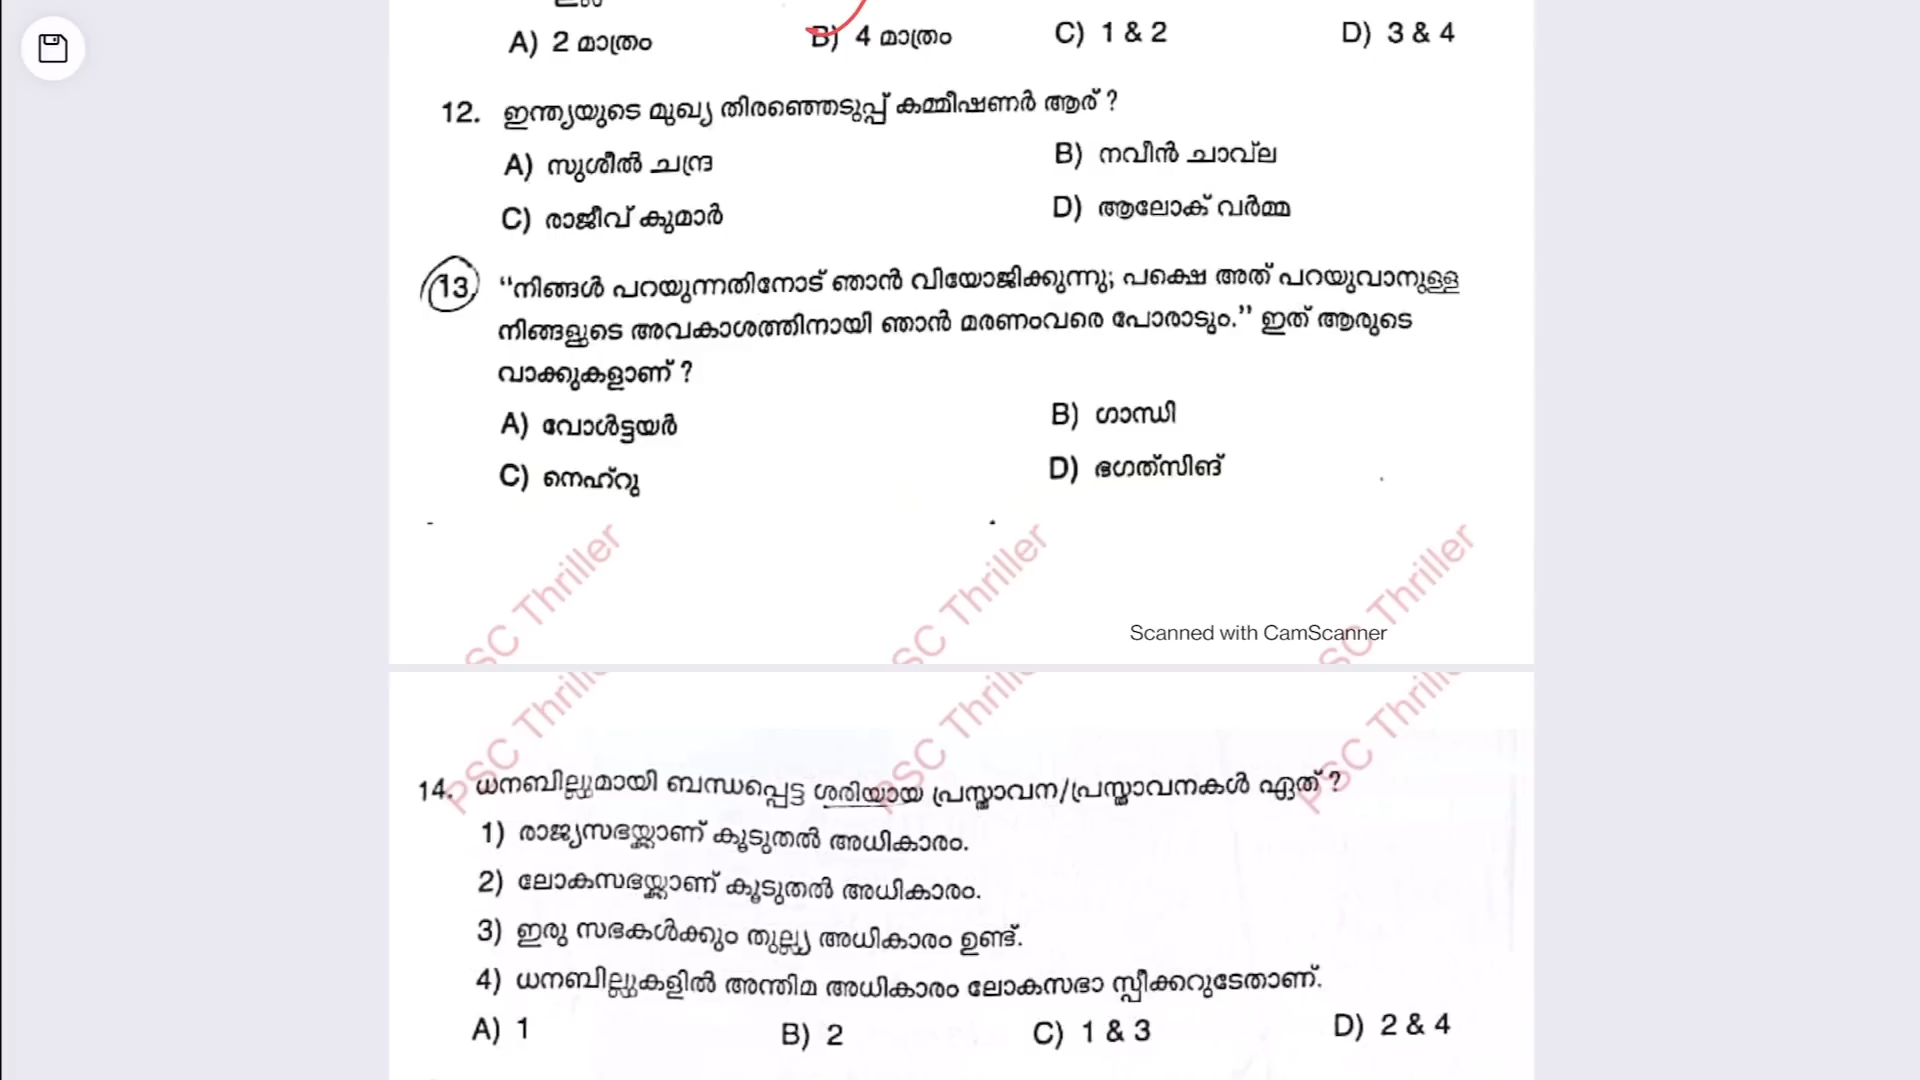 A) 2 മാത്രം B) 4 മാത്രം C) 1 & 2 D) 3 & 4
12. ഇന്ത്യയുടെ മുഖ്യ തിരഞ്ഞെടുപ്പ് കമ്മീഷണർ ആര് ?
A) സുശീൽ ചന്ദ്ര B) നവീൻ ചാവ്‌ല
C) രാജീവ് കുമാർ D) ആലോക് വർമ്മ
13 “നിങ്ങൾ പറയുന്നതിനോട് ഞാൻ വിയോജിക്കുന്നു; പക്ഷെ അത് പറയുവാനുള്ള
നിങ്ങളുടെ അവകാശത്തിനായി ഞാൻ മരണംവരെ പോരാടും.” ഇത് ആരുടെ
വാക്കുകളാണ് ?
A) വോൾട്ടയർ B) ഗാന്ധി
C) നെഹ്റു D) ഭഗത്സിങ്
PSC Thriller PSC Thriller PSC Thriller
Scanned with CamScanner
PSC Thriller PSC Thriller PSC Thriller
14. ധനബില്ലുമായി ബന്ധപ്പെട്ട ശരിയായ പ്രസ്താവന/പ്രസ്താവനകൾ ഏത് ?
1) രാജ്യസഭയ്ക്കാണ് കൂടുതൽ അധികാരം.
2) ലോകസഭയ്ക്കാണ് കൂടുതൽ അധികാരം.
3) ഇരു സഭകൾക്കും തുല്ല്യ അധികാരം ഉണ്ട്.
4) ധനബില്ലുകളിൽ അന്തിമ അധികാരം ലോകസഭാ സ്പീക്കറുടേതാണ്.
A) 1 B) 2 C) 1 & 3 D) 2 & 4